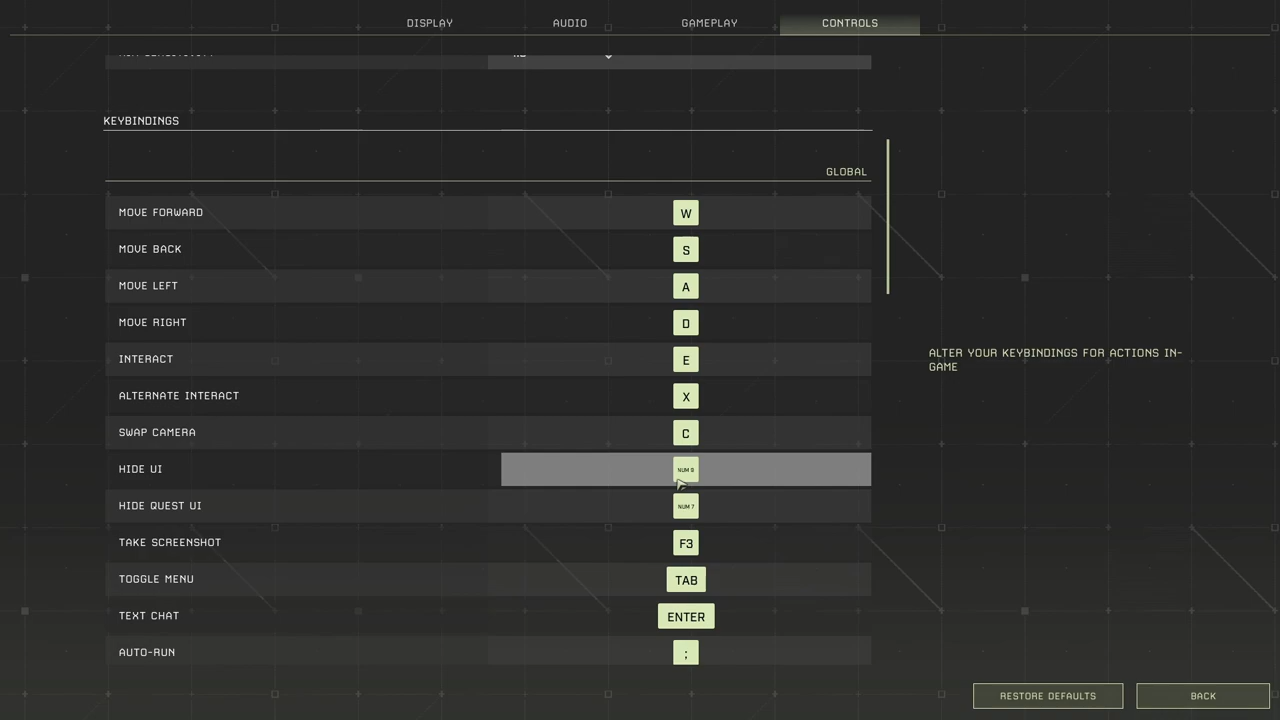 DISPLAY
AUDIO
GAMEPLAY
CONTROLS
KEYBINDINGS
GLOBAL
MOVE FORWARD
W
MOVE BACK
S
MOVE LEFT
A
MOVE RIGHT
D
INTERACT
E
ALTERNATE INTERACT
X
SWAP CAMERA
C
HIDE UI
NUM
HIDE QUEST UI
NUM 7
TAKE SCREENSHOT
F3
TOGGLE MENU
TAB
TEXT CHAT
ENTER
AUTO-RUN
;
ALTER YOUR KEYBINDINGS FOR ACTIONS IN-
GAME
RESTORE DEFAULTS
BACK